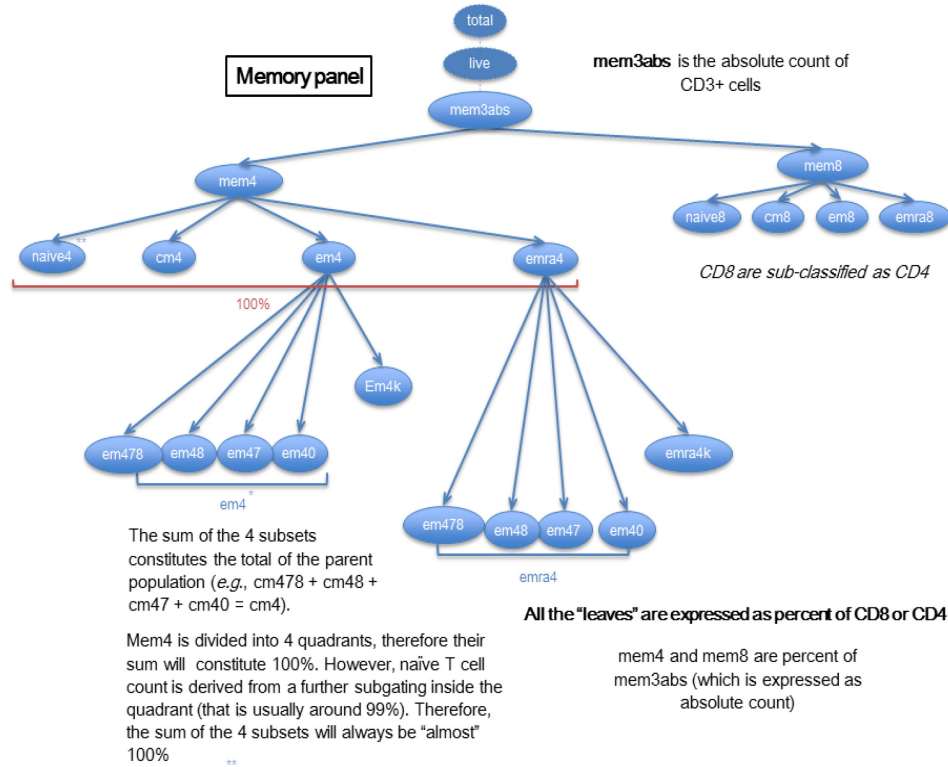 total
live
Memory panel
mem3abs is the absolute count of
CD3+ cells
mem3abs
mem4
mem8
naive4
**
cm4
em4
emra4
naive8
cm8
em8
emra8
CD8 are sub-classified as CD4
100%
Em4k
em478
em48
em47
em40
emra4k
em4 *
em478
em48
em47
em40
emra4
The sum of the 4 subsets
constitutes the total of the parent
population (e.g., cm478 + cm48 +
cm47 + cm40 = cm4).
All the “leaves” are expressed as percent of CD8 or CD4
Mem4 is divided into 4 quadrants, therefore their
sum will constitute 100%. However, naïve T cell
count is derived from a further subgating inside the
quadrant (that is usually around 99%). Therefore,
the sum of the 4 subsets will always be “almost”
100%
**
mem4 and mem8 are percent of
mem3abs (which is expressed as
absolute count)